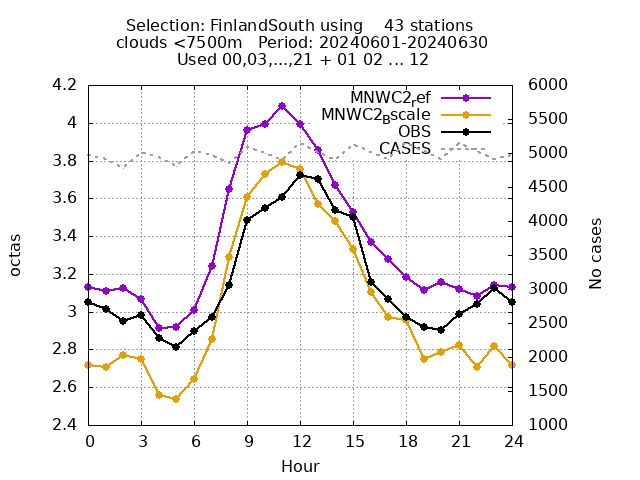 Selection: FinlandSouth using    43 stations
clouds <7500m   Period: 20240601-20240630
Used 00,03,...,21 + 01 02 ... 12
4.2
4
3.8
3.6
3.4
3.2
3
2.8
2.6
2.4
octas
6000
5500
5000
4500
4000
3500
3000
2500
2000
1500
1000
No cases
MNWC2ref
MNWC2Bscale
OBS
CASES
0 3 6 9 12 15 18 21 24
Hour